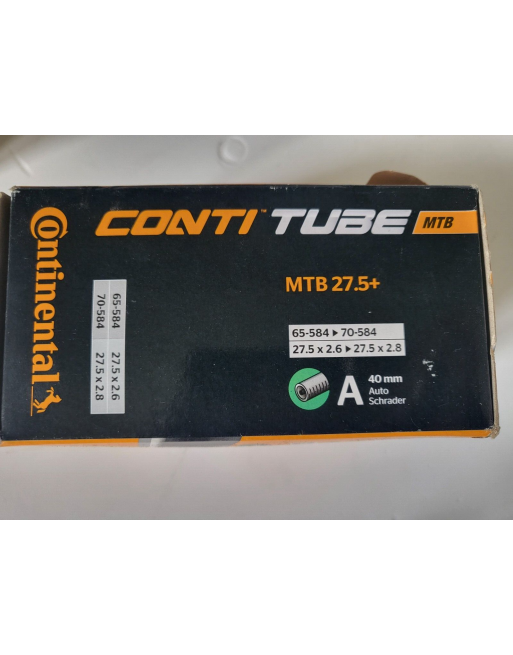 Continental
CONTI™ TUBE MTB
MTB 27.5+
65-584 ▸ 70-584
27.5 x 2.6 ▸ 27.5 x 2.8
A
40 mm
Auto
Schrader
65-584 27.5 x 2.6
70-584 27.5 x 2.8